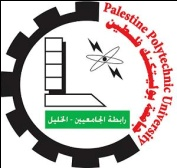 Palestine Polytechnic University
جامعة بوليتكنك فلسطين
رابطة الجامعيين - الخليل